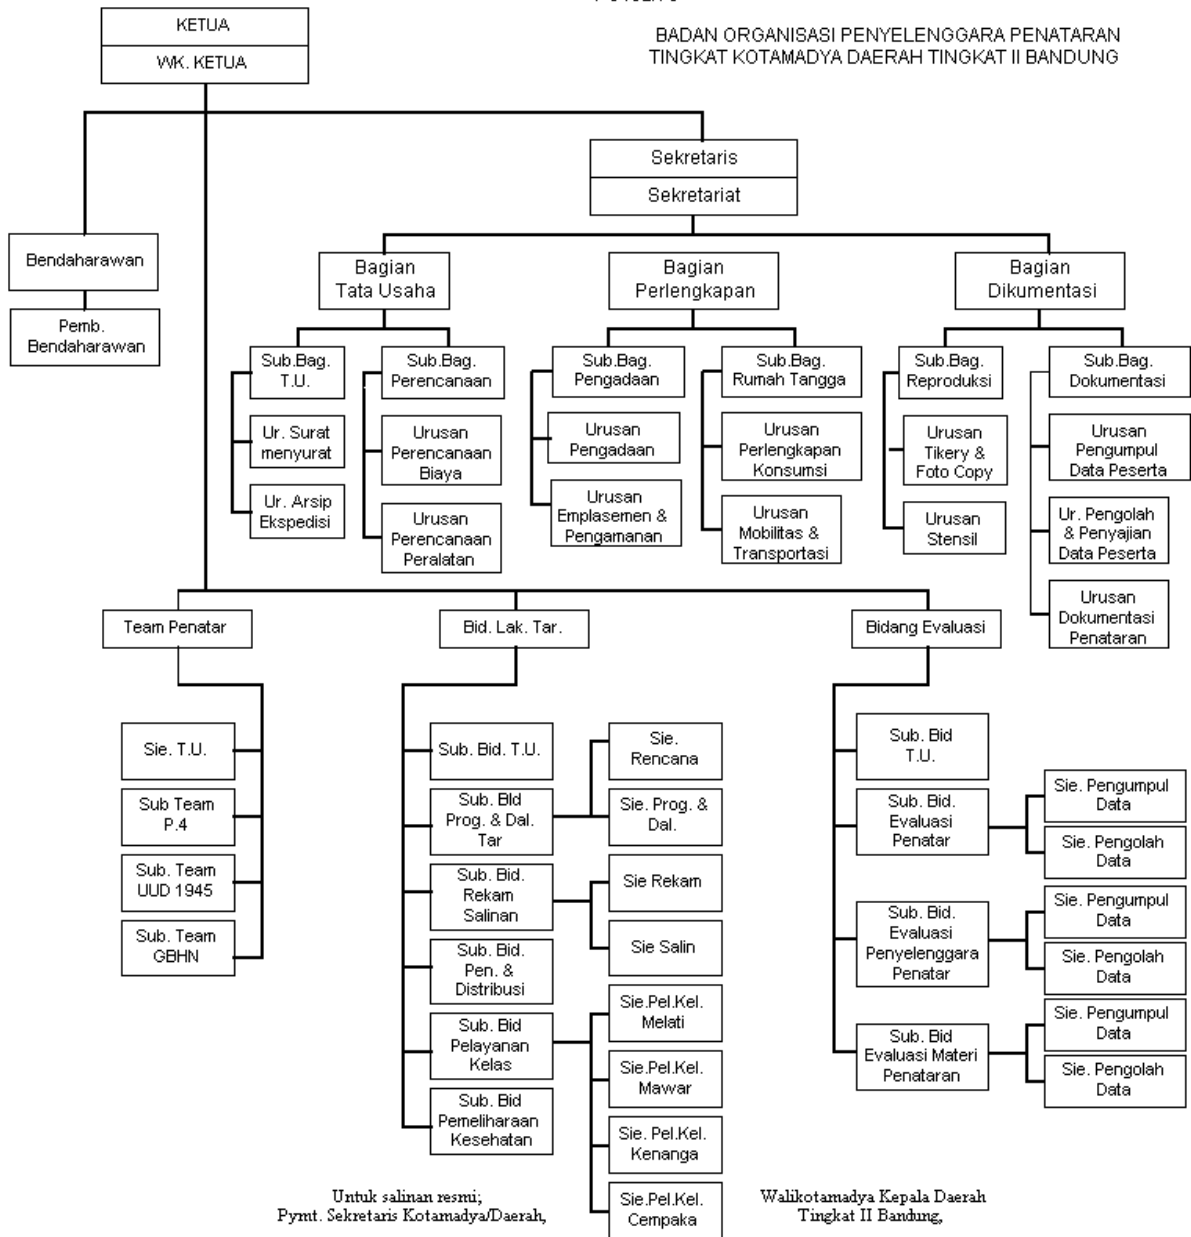 KETUA
WK. KETUA
BADAN ORGANISASI PENYELENGGARA PENATARAN
TINGKAT KOTAMADYA DAERAH TINGKAT II BANDUNG
Sekretaris
Sekretariat
Bendaharawan
Pemb.
Bendaharawan
Bagian
Tata Usaha
Bagian
Perlengkapan
Bagian
Dikumentasi
Sub.Bag.
T.U.
Sub.Bag.
Perencanaan
Sub.Bag.
Pengadaan
Sub.Bag.
Rumah Tangga
Sub.Bag.
Reproduksi
Sub.Bag.
Dokumentasi
Ur. Surat
menyurat
Urusan
Perencanaan
Biaya
Urusan
Pengadaan
Urusan
Perlengkapan
Konsumsi
Urusan
Tikery &
Foto Copy
Urusan
Pengumpul
Data Peserta
Ur. Arsip
Ekspedisi
Urusan
Perencanaan
Peralatan
Urusan
Emplasemen &
Pengamanan
Urusan
Mobilitas &
Transportasi
Urusan
Stensil
Ur. Pengolah
& Penyajian
Data Peserta
Urusan
Dokumentasi
Penataran
Team Penatar
Bid. Lak. Tar.
Bidang Evaluasi
Sie. T.U.
Sub Team
P.4
Sub. Team
UUD 1945
Sub. Team
GBHN
Sub. Bid. T.U.
Sub. BId
Prog. & Dal.
Tar
Sub. Bid.
Rekam
Salinan
Sub. Bid.
Pen. &
Distribusi
Sub. Bid
Pelayanan
Kelas
Sub. Bid
Pemeliharaan
Kesehatan
Sie.
Rencana
Sie. Prog. &
Dal.
Sie Rekam
Sie Salin
Sie.Pel.Kel.
Melati
Sie.Pel.Kel.
Mawar
Sie. Pel.Kel.
Kenanga
Sie.Pel.Kel.
Cempaka
Sub. Bid
T.U.
Sub. Bid.
Evaluasi
Penatar
Sub. Bid.
Evaluasi
Penyelenggara
Penatar
Sub. Bid
Evaluasi Materi
Penataran
Sie. Pengumpul
Data
Sie. Pengolah
Data
Sie. Pengumpul
Data
Sie. Pengolah
Data
Sie. Pengumpul
Data
Sie. Pengolah
Data
Untuk salinan resmi;
Pymt. Sekretaris Kotamadya/Daerah,
Walikotamadya Kepala Daerah
Tingkat II Bandung,